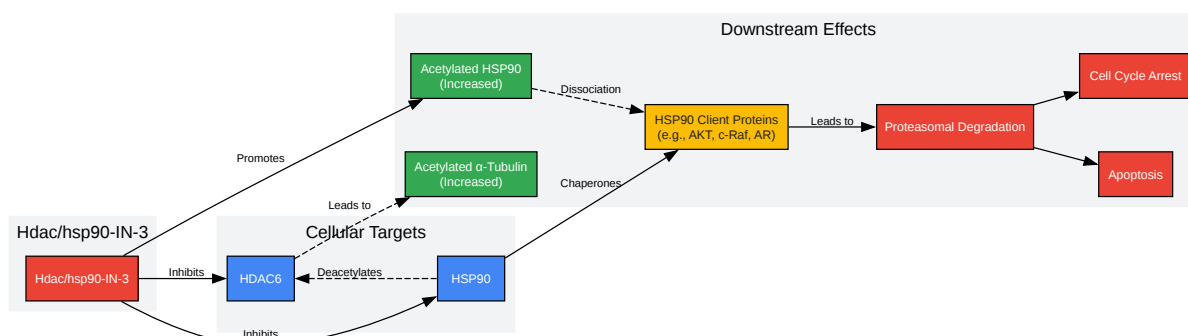 Downstream Effects
Acetylated HSP90
(Increased)
Dissociation
Cell Cycle Arrest
HSP90 Client Proteins
(e.g., AKT, c-Raf, AR)
Leads to
Proteasomal Degradation
Promotes
Acetylated α-Tubulin
(Increased)
Chaperones
Apoptosis
Leads to
Hdac/hsp90-IN-3
Cellular Targets
Hdac/hsp90-IN-3
Inhibits
HDAC6
Deacetylates
HSP90
Inhibits